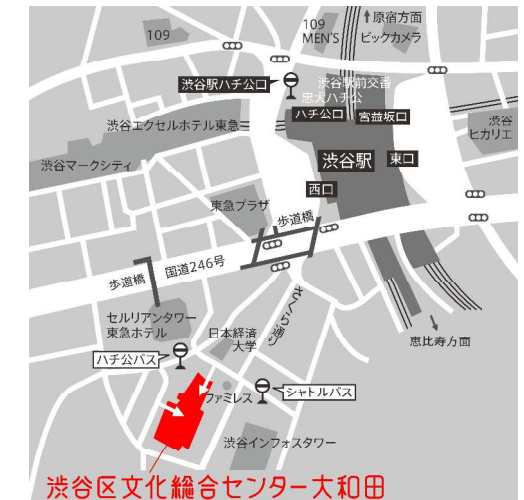 ↑原宿方面
109
MEN'S
ビックカメラ
109
渋谷駅前交番
渋谷駅ハチ公口
忠犬ハチ公
ハチ公口
宮益坂口
渋谷エクセルホテル東急
渋谷
ヒカリエ
渋谷マークシティ
渋谷駅
東口
西口
東急プラザ
歩道橋
国道246号
歩道橋
さくら通り
セルリアンタワー
東急ホテル
日本経済
大学
恵比寿方面
ハチ公バス
ファミレス
シャトルバス
渋谷インフォスタワー
渋谷区文化総合センター大和田